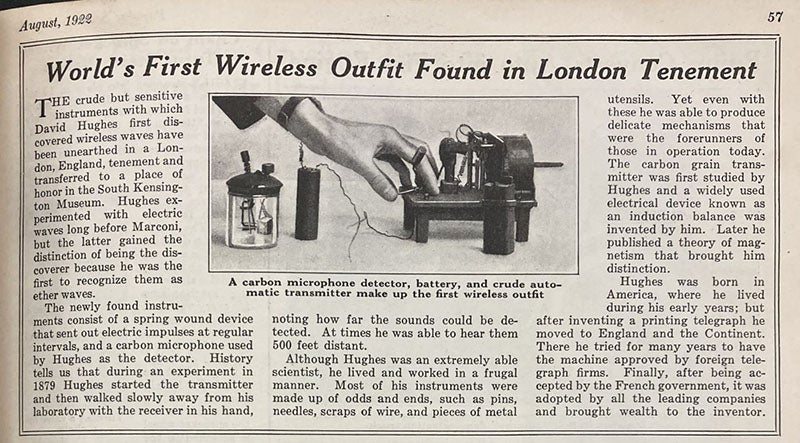 August, 1922
57
World's First Wireless Outfit Found in London Tenement
THE crude but sensitive
instruments with which
David Hughes first dis-
covered wireless waves have
been unearthed in a Lon-
don, England, tenement and
transferred to a place of
honor in the South Kensing-
ton Museum. Hughes ex-
perimented with electric
waves long before Marconi,
but the latter gained the
distinction of being the dis-
coverer because he was the
first to recognize them as
ether waves.
The newly found instru-
ments consist of a spring wound device
that sent out electric impulses at regular
intervals, and a carbon microphone used
by Hughes as the detector. History
tells us that during an experiment in
1879 Hughes started the transmitter
and then walked slowly away from his
laboratory with the receiver in his hand,
A carbon microphone detector, battery, and crude auto-
matic transmitter make up the first wireless outfit
noting how far the sounds could be de-
tected. At times he was able to hear them
500 feet distant.
Although Hughes was an extremely able
scientist, he lived and worked in a frugal
manner. Most of his instruments were
made up of odds and ends, such as pins,
needles, scraps of wire, and pieces of metal
utensils. Yet even with
these he was able to produce
delicate mechanisms that
were the forerunners of
those in operation today.
The carbon grain trans-
mitter was first studied by
Hughes and a widely used
electrical device known as
an induction balance was
invented by him. Later he
published a theory of mag-
netism that brought him
distinction.
Hughes was born in
America, where he lived
during his early years; but
after inventing a printing telegraph he
moved to England and the Continent.
There he tried for many years to have
the machine approved by foreign tele-
graph firms. Finally, after being ac-
cepted by the French government, it was
adopted by all the leading companies
and brought wealth to the inventor.